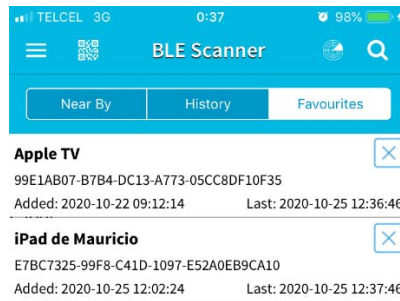 TELCEL 3G 0:37 98%
BLE Scanner
Near By History Favourites
Apple TV
99E1AB07-B7B4-DC13-A773-05CC8DF10F35
Added: 2020-10-22 09:12:14 Last: 2020-10-25 12:36:46
iPad de Mauricio
E7BC7325-99F8-C41D-1097-E52A0EB9CA10
Added: 2020-10-25 12:02:24 Last: 2020-10-25 12:37:46